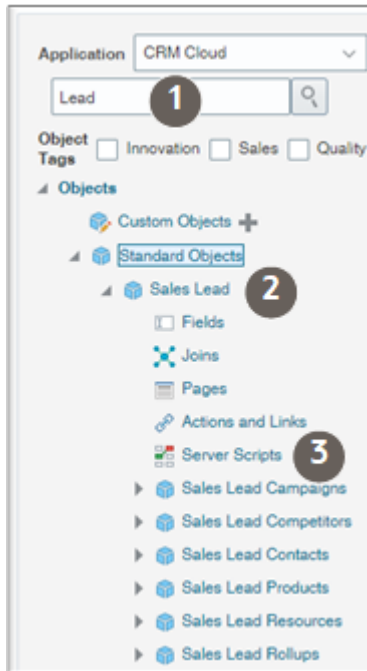 Application CRM Cloud
Lead 1
Object Tags Innovation Sales Quality
Objects
Custom Objects
Standard Objects
Sales Lead 2
Fields
Joins
Pages
Actions and Links
Server Scripts 3
Sales Lead Campaigns
Sales Lead Competitors
Sales Lead Contacts
Sales Lead Products
Sales Lead Resources
Sales Lead Rollups